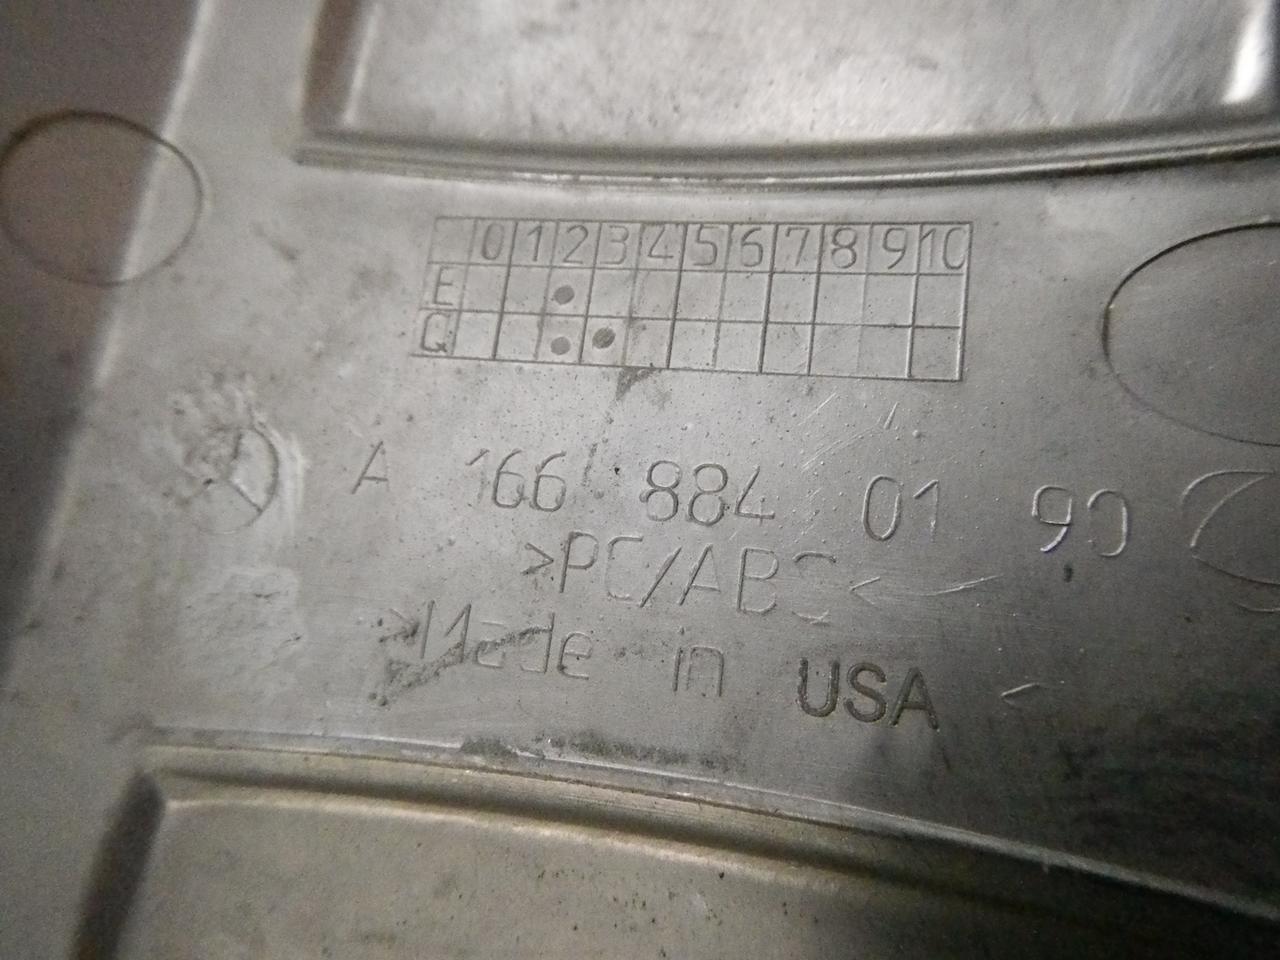 0 1 2 3 4 5 6 7 8 9 10
E
Q
A 166 884 01 90
>PC/ABS<
>Made in USA<